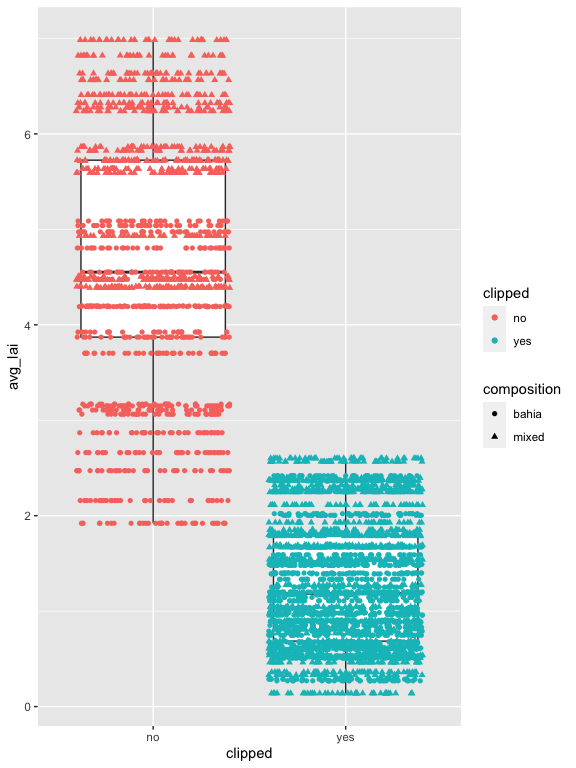 avg_lai
6
4
2
0
no
yes
clipped
clipped
no
yes
composition
bahia
mixed